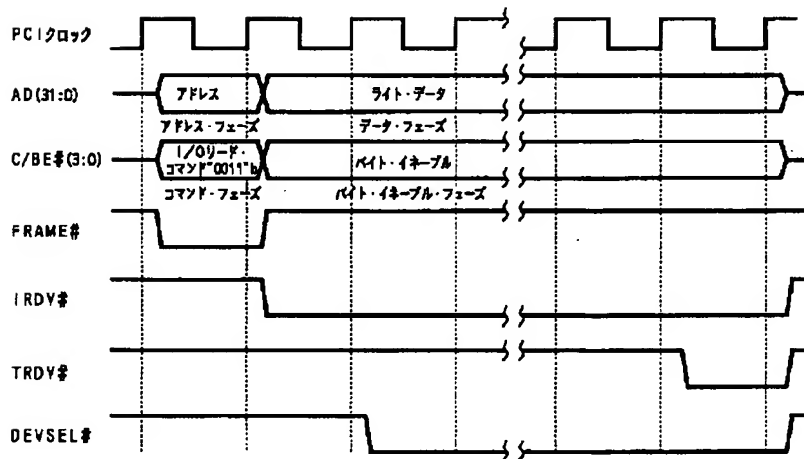 PCIクロック
AD(31:0)
アドレス
ライト・データ
アドレス・フェーズ
データ・フェーズ
C/BE#(3:0)
I/Oリード・
コマンド"0011"b
バイト・イネーブル
コマンド・フェーズ
バイト・イネーブル・フェーズ
FRAME#
IRDY#
TRDY#
DEVSEL#